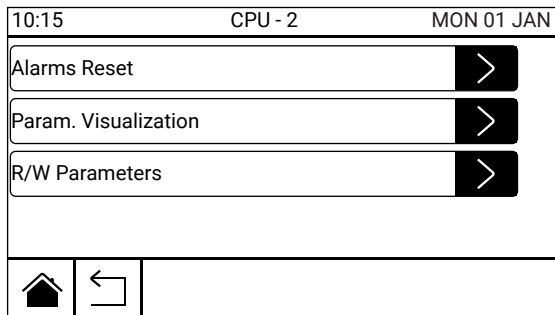 10:15 CPU - 2 MON 01 JAN
Alarms Reset
Param. Visualization
R/W Parameters